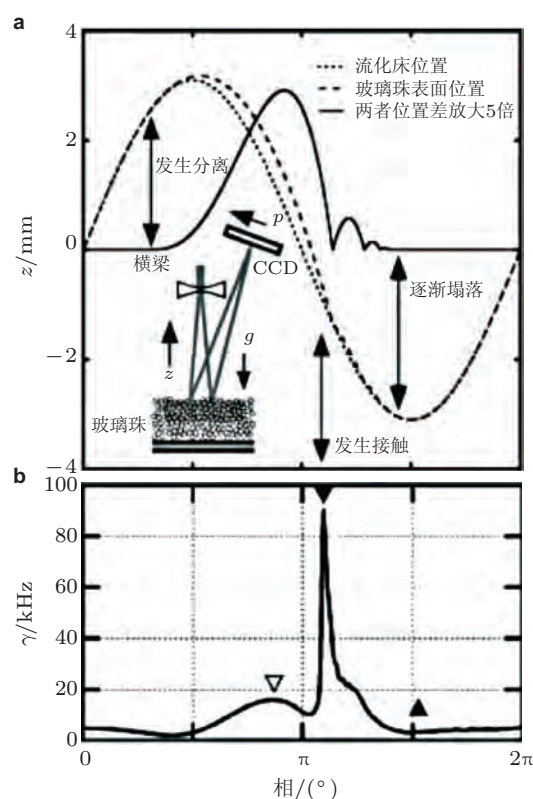 a
4
2
0
−2
−4
z/mm
流化床位置
玻璃珠表面位置
两者位置差放大5倍
发生分离
横梁
p
CCD
z
g
玻璃珠
逐渐塌落
发生接触
b
100
80
60
40
20
0
γ/kHz
0
π
2π
相/(°)